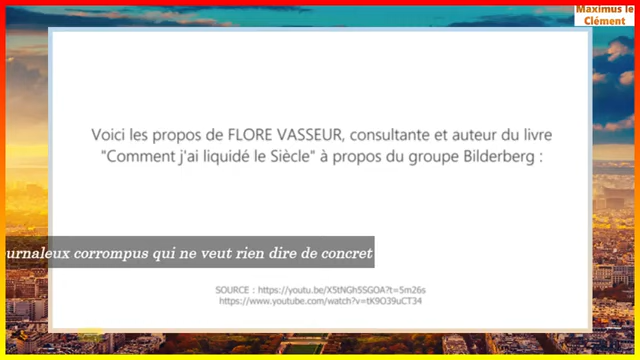 Maximus le
Clément
Voici les propos de FLORE VASSEUR, consultante et auteur du livre
"Comment j'ai liquidé le Siècle" à propos du groupe Bilderberg :
urnaleux corrompus qui ne veut rien dire de concret
SOURCE : https://youtu.be/X5tNGh5SGOA?t=5m26s
https://www.youtube.com/watch?v=tK9O39uCT34